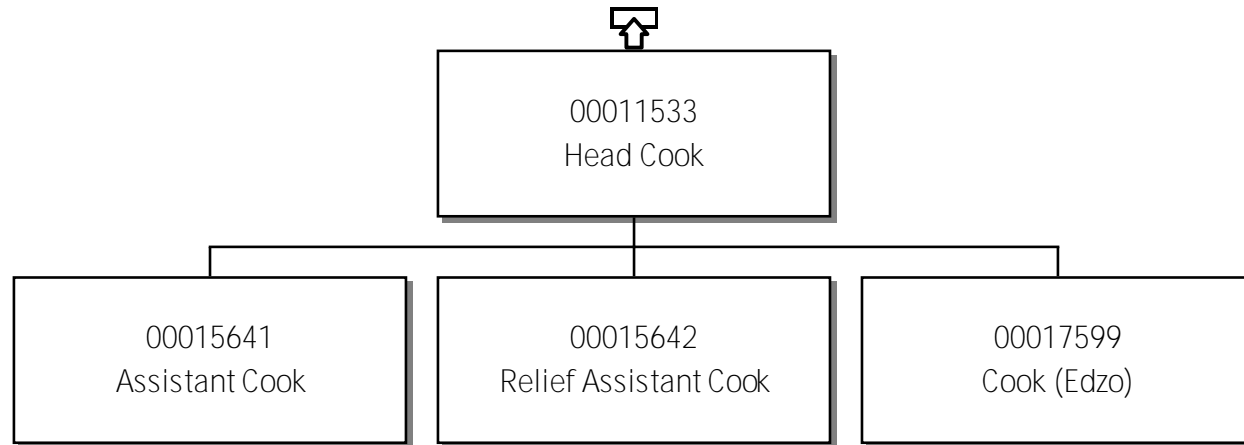 00011533
Head Cook
00015641
Assistant Cook
00015642
Relief Assistant Cook
00017599
Cook (Edzo)